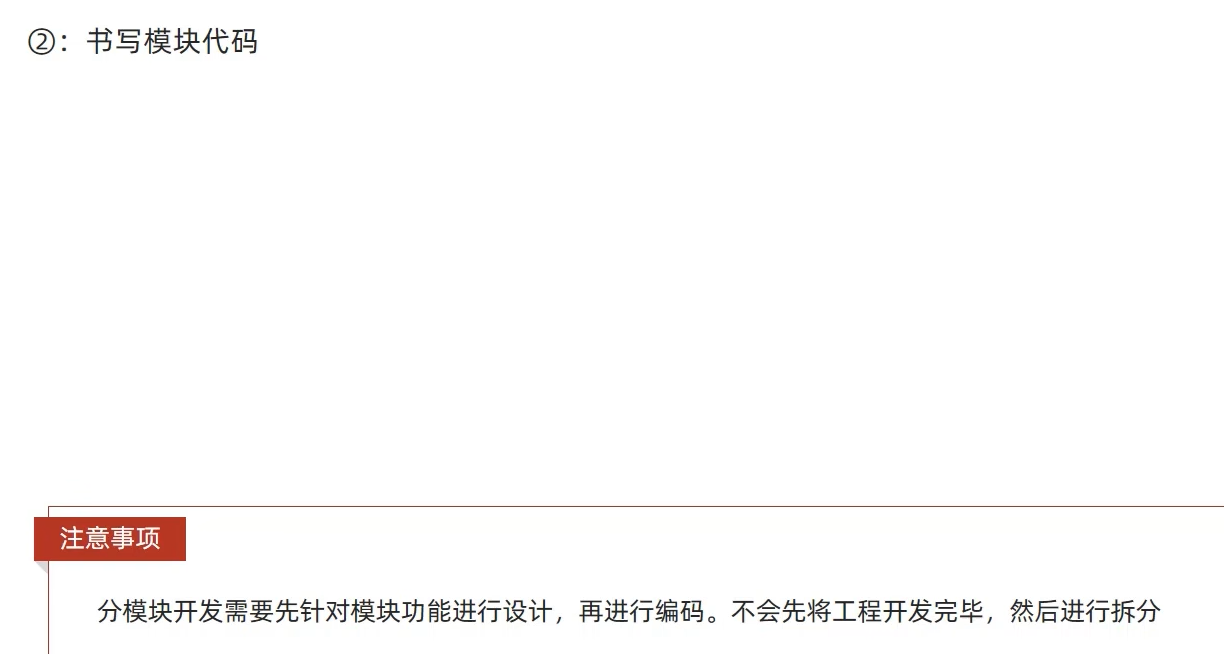 ②：书写模块代码
注意事项
分模块开发需要先针对模块功能进行设计，再进行编码。不会先将工程开发完毕，然后进行拆分